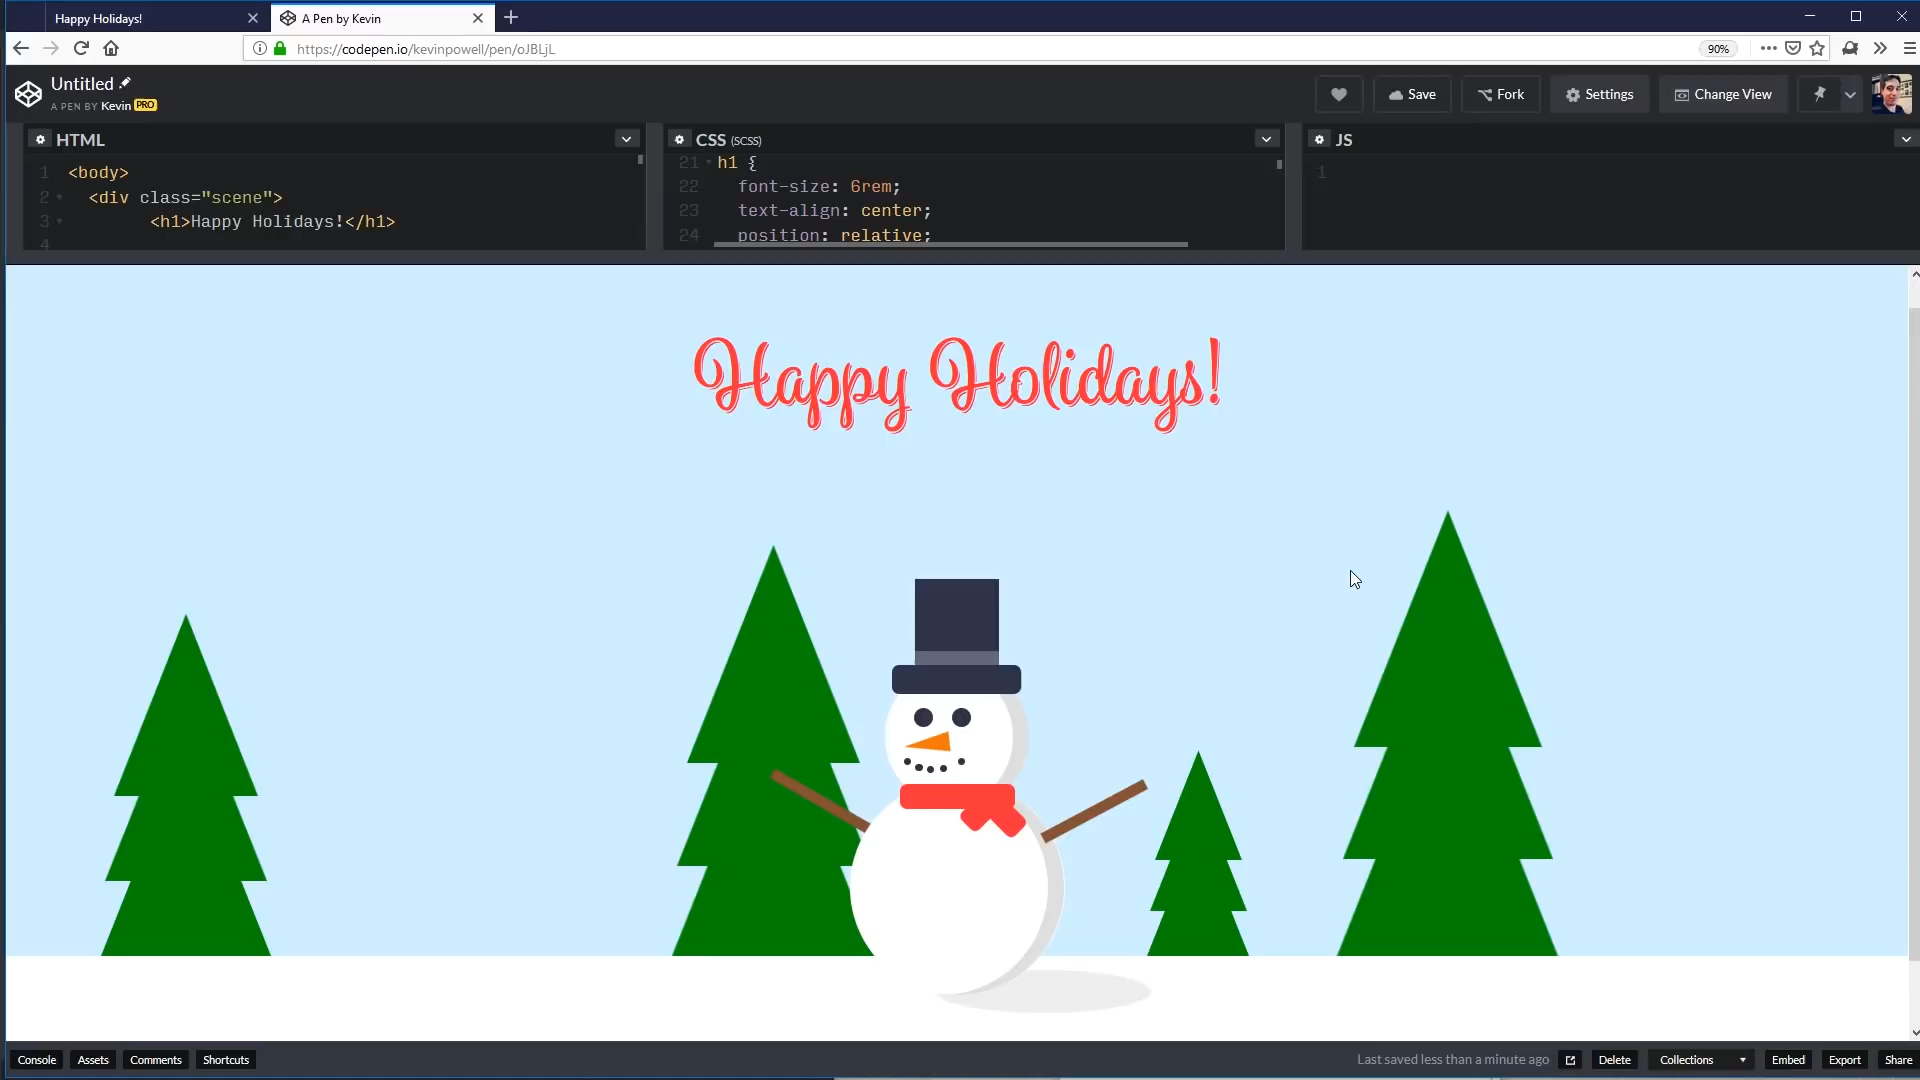 Happy Holidays!
A Pen by Kevin
https://codepen.io/kevinpowell/pen/oJBLjL
90%
Untitled
A PEN BY Kevin PRO
Save
Fork
Settings
Change View
HTML
1 <body>
2 <div class="scene">
3 <h1>Happy Holidays!</h1>
4
CSS (SCSS)
21 h1 {
22 font-size: 6rem;
23 text-align: center;
24 position: relative;
JS
1
Happy Holidays!
Console
Assets
Comments
Shortcuts
Last saved less than a minute ago
Delete
Collections
Embed
Export
Share